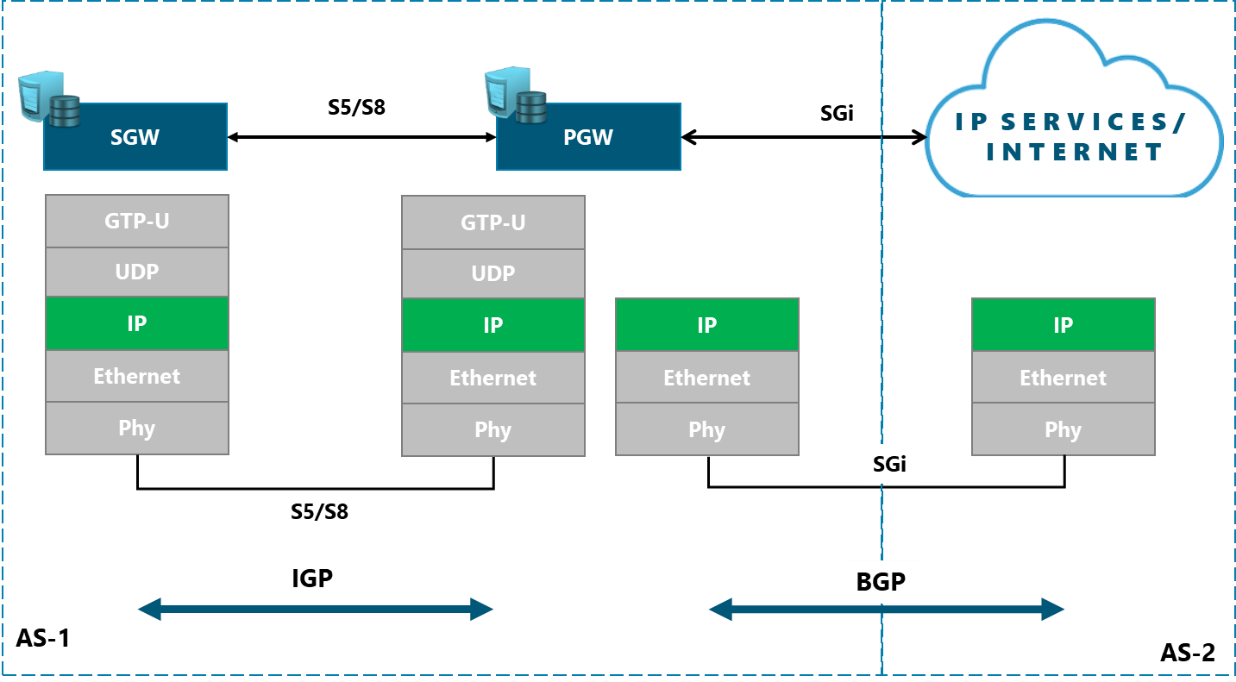 S5/S8
SGi
SGW
PGW
IP SERVICES/
INTERNET
GTP-U
UDP
IP
Ethernet
Phy
GTP-U
UDP
IP
Ethernet
Phy
IP
Ethernet
Phy
IP
Ethernet
Phy
S5/S8
SGi
IGP
BGP
AS-1
AS-2